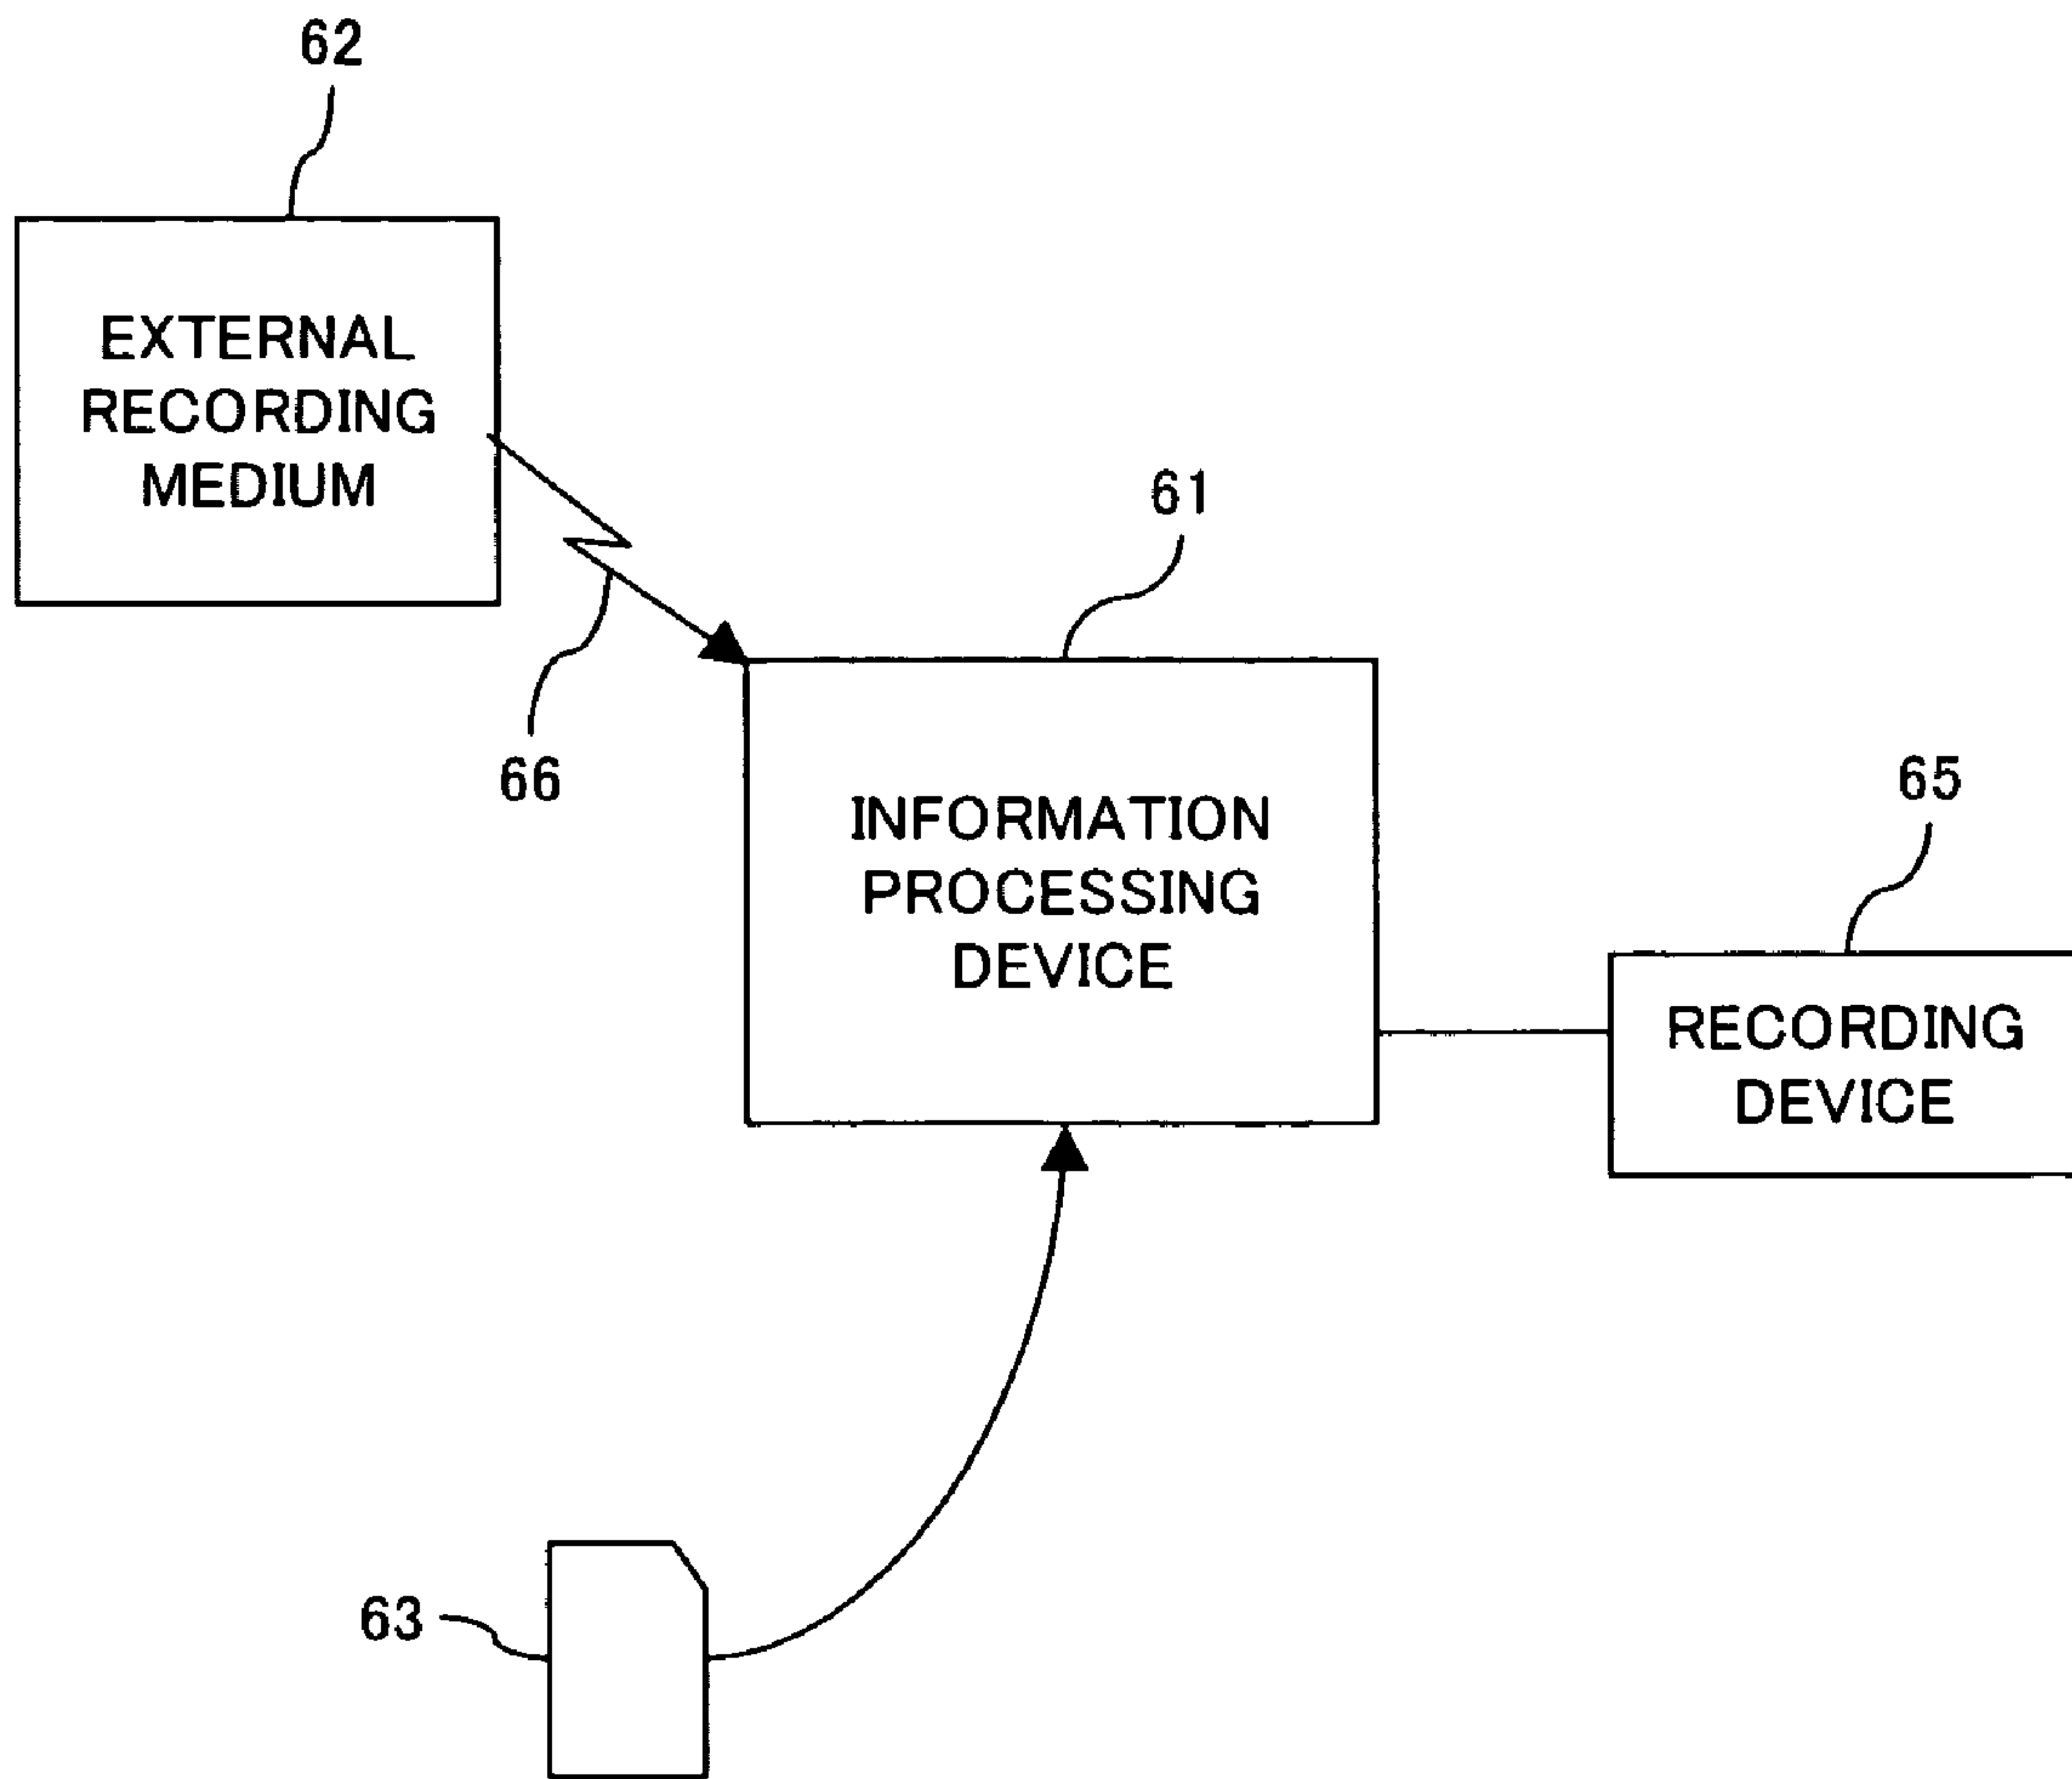 62
EXTERNAL
RECORDING
MEDIUM
61
66
INFORMATION
PROCESSING
DEVICE
65
RECORDING
DEVICE
63